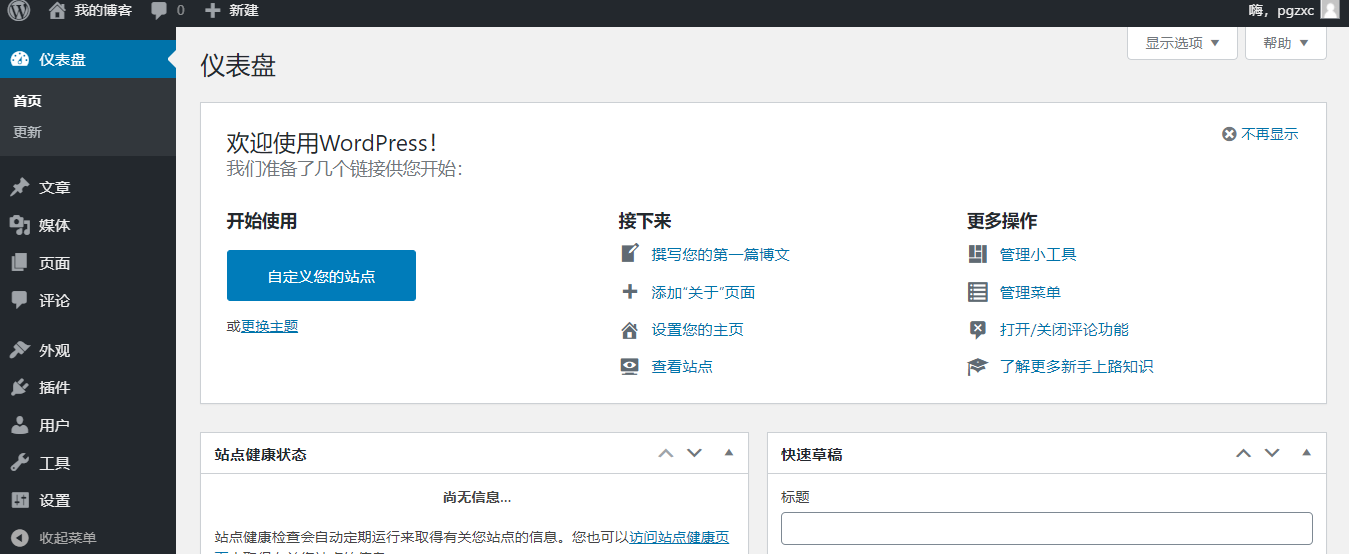 我的博客 0 新建 嗨，pgzxc
仪表盘
首页
更新
文章
媒体
页面
评论
外观
插件
用户
工具
设置
收起菜单
显示选项 帮助
仪表盘
欢迎使用WordPress！
不再显示
我们准备了几个链接供您开始：
开始使用
自定义您的站点
或更换主题
接下来
撰写您的第一篇博文
添加“关于”页面
设置您的主页
查看站点
更多操作
管理小工具
管理菜单
打开/关闭评论功能
了解更多新手上路知识
站点健康状态
尚无信息…
站点健康检查会自动定期运行来取得有关您站点的信息。您也可以访问站点健康页
快速草稿
标题